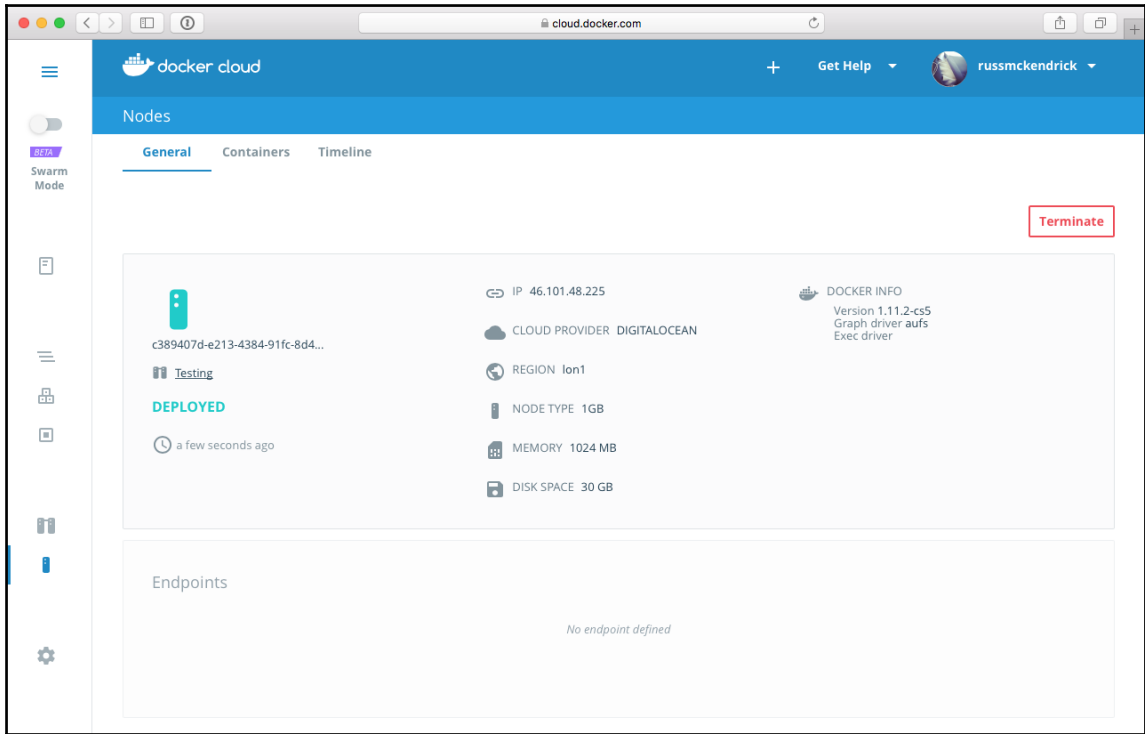 cloud.docker.com
docker cloud
+ Get Help russmckendrick
Nodes
BETA
Swarm
Mode
General Containers Timeline
Terminate
c389407d-e213-4384-91fc-8d4...
Testing
DEPLOYED
a few seconds ago
IP 46.101.48.225
CLOUD PROVIDER DIGITALOCEAN
REGION lon1
NODE TYPE 1GB
MEMORY 1024 MB
DISK SPACE 30 GB
DOCKER INFO
Version 1.11.2-cs5
Graph driver aufs
Exec driver
Endpoints
No endpoint defined